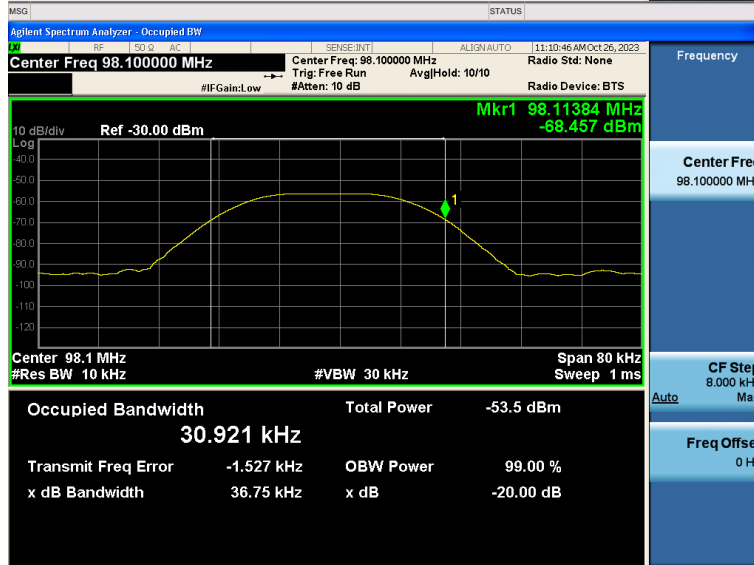 MSG STATUS
Agilent Spectrum Analyzer - Occupied BW
LXI RF 50 Ω AC SENSE:INT ALIGN AUTO 11:10:46 AM Oct 26, 2023
Center Freq 98.100000 MHz
Center Freq: 98.100000 MHz Radio Std: None
Trig: Free Run Avg|Hold: 10/10
#IFGain:Low #Atten: 10 dB Radio Device: BTS
Frequency
Mkr1 98.11384 MHz
-68.457 dBm
10 dB/div Ref -30.00 dBm
Log
-40.0
-50.0
-60.0
-70.0
-80.0
-90.0
-100
-110
-120
1
Center 98.1 MHz Span 80 kHz
#Res BW 10 kHz #VBW 30 kHz Sweep 1 ms
Occupied Bandwidth Total Power -53.5 dBm
30.921 kHz
Transmit Freq Error -1.527 kHz OBW Power 99.00 %
x dB Bandwidth 36.75 kHz x dB -20.00 dB
Center Fre
98.100000 MH
CF Step
8.000 kH
Auto Ma
Freq Offse
0 H